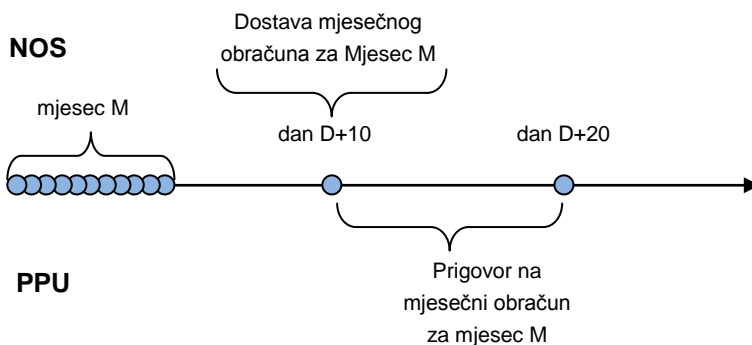 Dostava mjesečnog
obračuna za Mjesec M
NOS
mjesec M
dan D+10
dan D+20
PPU
Prigovor na
mjesečni obračun
za mjesec M